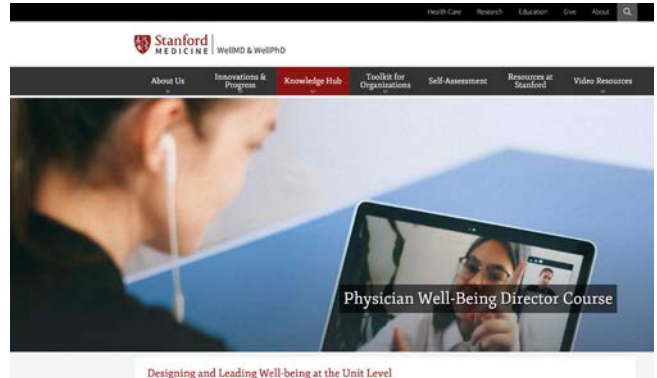 Health Care Research Education Give About
Stanford
MEDICINE
WellMD & WellPhD
About Us
Innovations &
Progress
Knowledge Hub
Toolkit for
Organizations
Self-Assessment
Resources at
Stanford
Video Resources
Physician Well-Being Director Course
Designing and Leading Well-being at the Unit Level